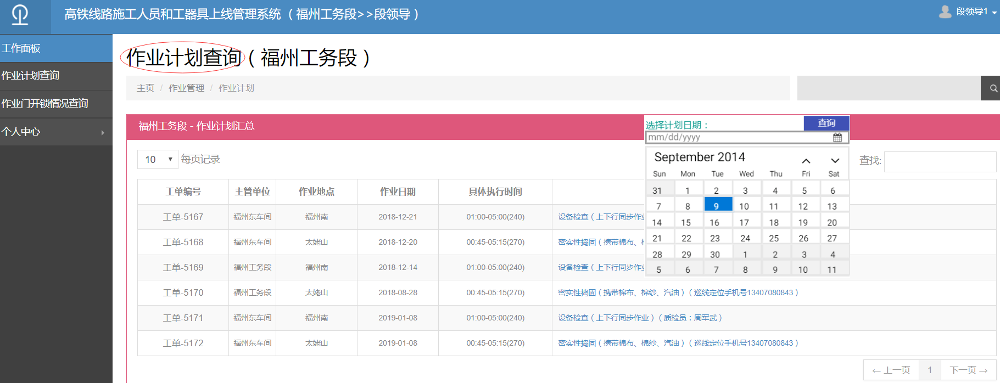 高铁线路施工人员和工器具上线管理系统（福州工务段>>段领导）
段领导1
工作面板
作业计划查询
作业门开锁情况查询
个人中心
作业计划查询（福州工务段）
主页 / 作业管理 / 作业计划
福州工务段 - 作业计划汇总
选择计划日期：
查询
mm/dd/yyyy
September 2014
Sun Mon Tue Wed Thu Fri Sat
31 1 2 3 4 5 6
7 8 9 10 11 12 13
14 15 16 17 18 19 20
21 22 23 24 25 26 27
28 29 30 1 2 3 4
5 6 7 8 9 10 11
10 每页记录
查找:
工单编号 主管单位 作业地点 作业日期 具体执行时间
工单-5167 福州东车间 福州南 2018-12-21 01:00-05:00(240) 设备检查（上下行同步作业
工单-5168 福州东车间 太姥山 2018-12-20 00:45-05:15(270) 密实性捣固（携带棉布、
工单-5169 福州工务段 福州南 2018-12-14 01:00-05:00(240) 设备检查（上下行同步作业
工单-5170 福州工务段 太姥山 2018-08-28 00:45-05:15(270) 密实性捣固（携带棉布、棉纱、汽油）（巡线定位手机号13407080843）
工单-5171 福州东车间 福州南 2019-01-08 01:00-05:00(240) 设备检查（上下行同步作业）（质检员：周军武）
工单-5172 福州东车间 太姥山 2019-01-08 00:45-05:15(270) 密实性捣固（携带棉布、棉纱、汽油）（巡线定位手机号13407080843）
← 上一页 1 下一页 →